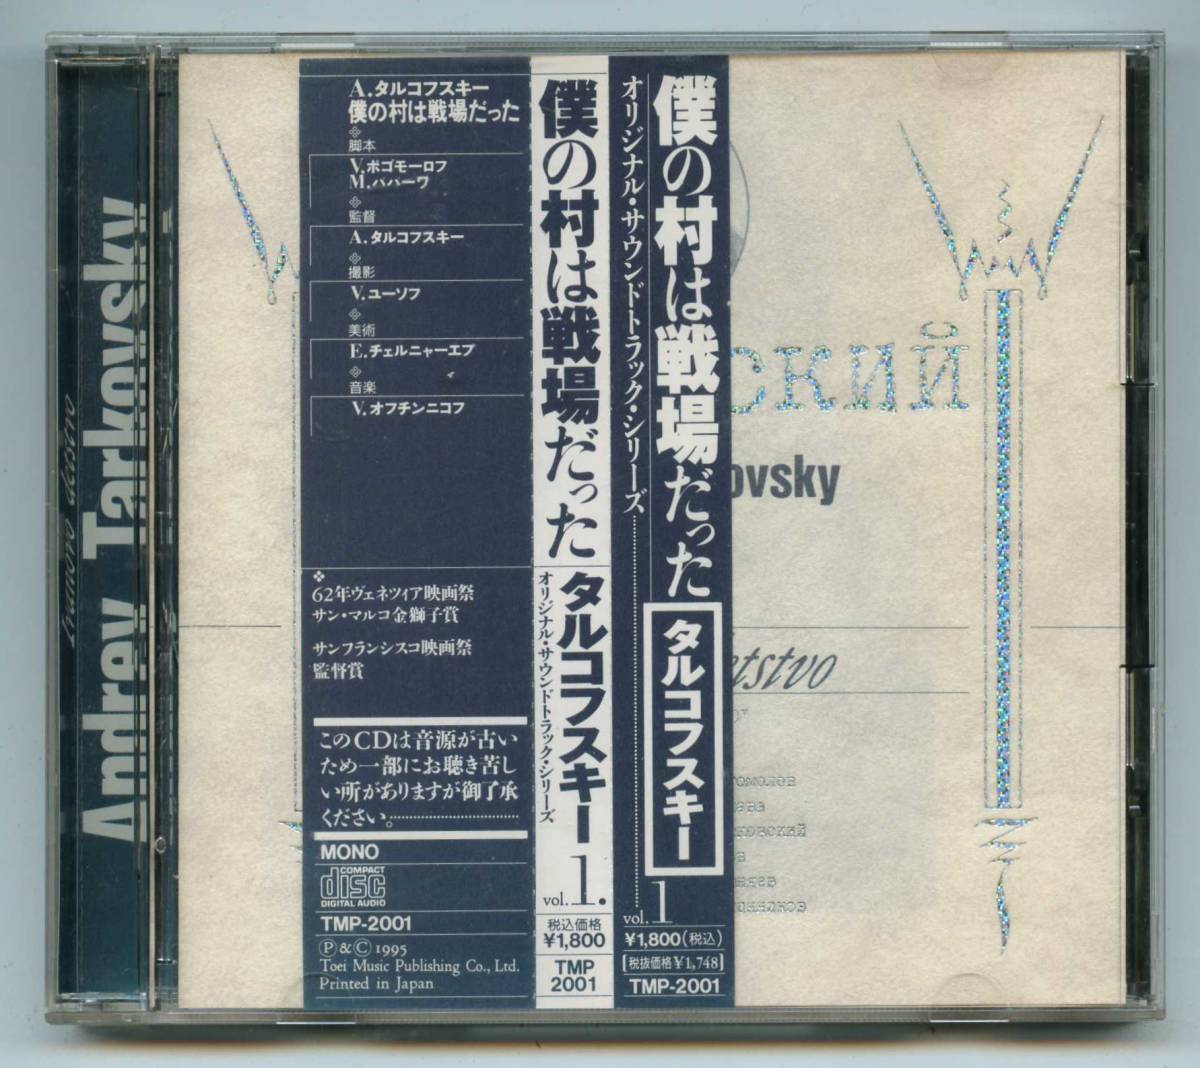 Ivanovo detstvo
Andrey Tarkovsky
A.タルコフスキー
僕の村は戦場だった
脚本
V.ボゴモーロフ
M.パパーワ
監督
A.タルコフスキー
撮影
V.ユーソフ
美術
E.チェルニャーエブ
音楽
V.オフチンニコフ
62年ヴェネツィア映画祭
サン・マルコ金獅子賞
サンフランシスコ映画祭
監督賞
このCDは音源が古い
ため一部にお聴き苦し
い所がありますが御了承
ください。
MONO
COMPACT
disc
DIGITAL AUDIO
TMP-2001
Ⓟ&Ⓒ 1995
Toei Music Publishing Co., Ltd.
Printed in Japan
僕の村は戦場だった
タルコフスキー
オリジナル・サウンドトラック・シリーズ
vol. 1.
税込価格
¥1,800
TMP
2001
僕の村は戦場だった
タルコフスキー
オリジナル・サウンドトラック・シリーズ
vol. 1
¥1,800(税込)
[税抜価格¥1,748]
TMP-2001
ский
ovsky
etstvo